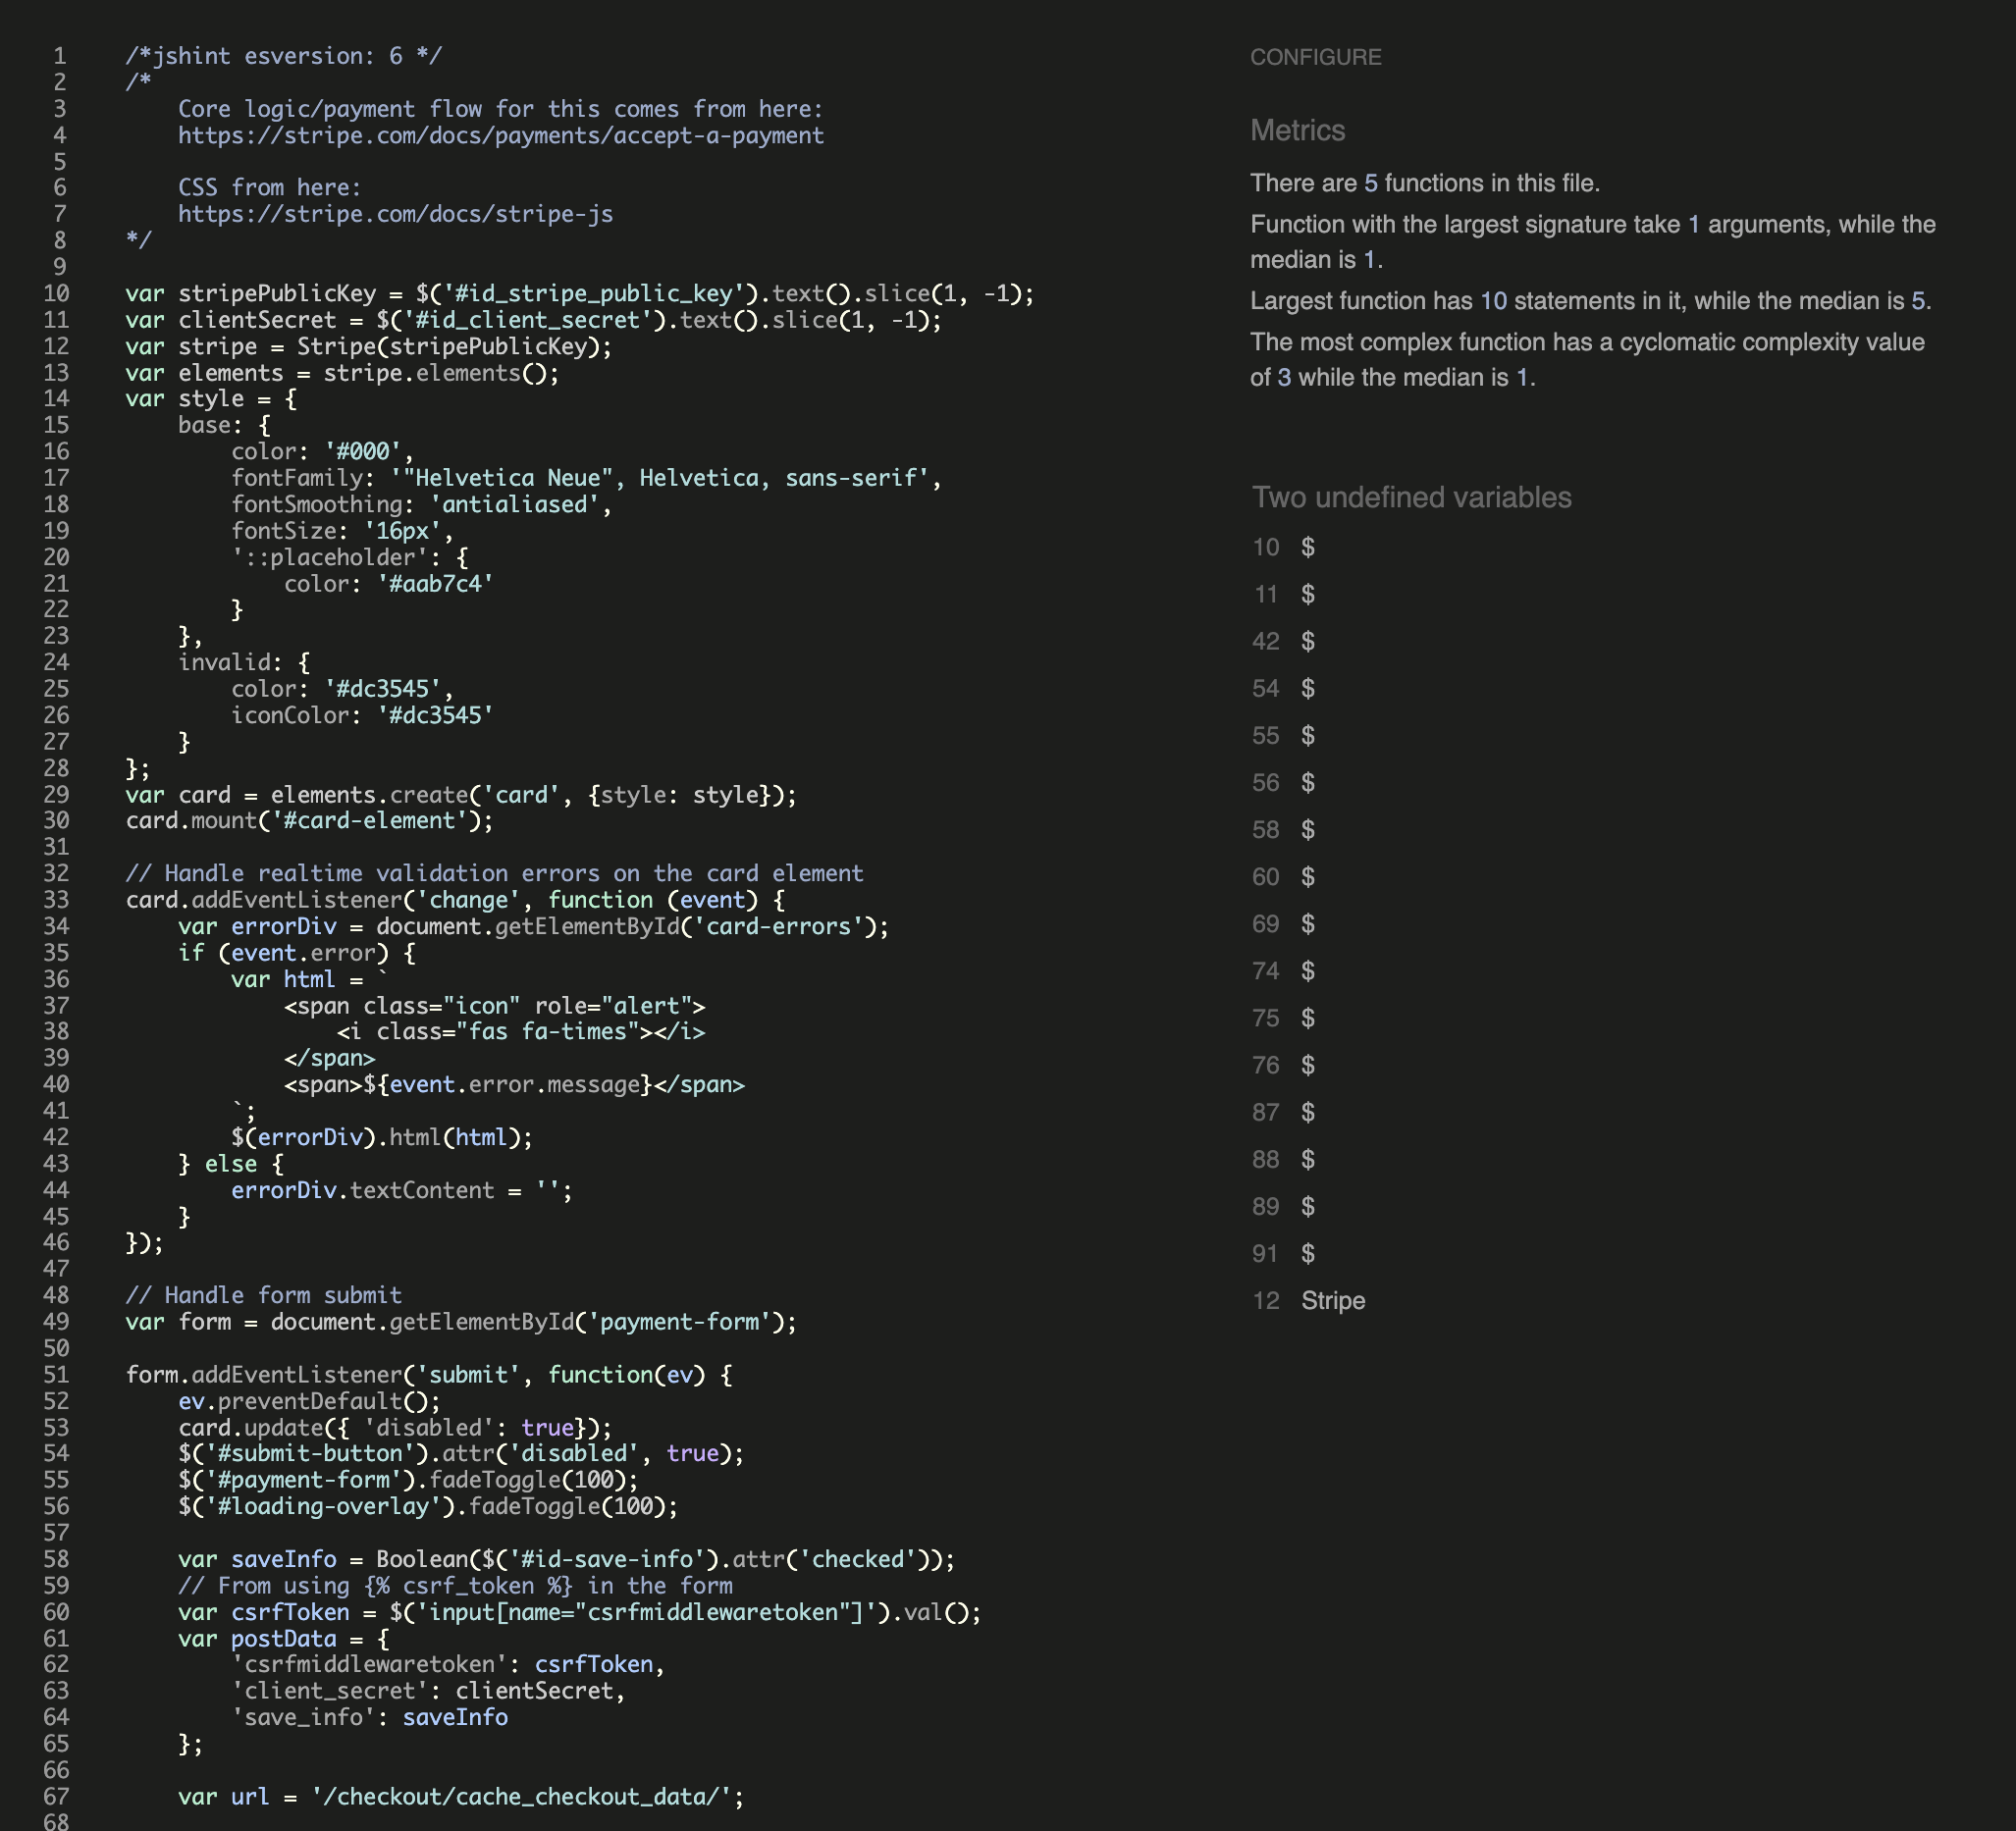 1 /*jshint esversion: 6 */
2 /*
3 Core logic/payment flow for this comes from here:
4 https://stripe.com/docs/payments/accept-a-payment
5
6 CSS from here:
7 https://stripe.com/docs/stripe-js
8 */
9
10 var stripePublicKey = $('#id_stripe_public_key').text().slice(1, -1);
11 var clientSecret = $('#id_client_secret').text().slice(1, -1);
12 var stripe = Stripe(stripePublicKey);
13 var elements = stripe.elements();
14 var style = {
15 base: {
16 color: '#000',
17 fontFamily: '"Helvetica Neue", Helvetica, sans-serif',
18 fontSmoothing: 'antialiased',
19 fontSize: '16px',
20 '::placeholder': {
21 color: '#aab7c4'
22 }
23 },
24 invalid: {
25 color: '#dc3545',
26 iconColor: '#dc3545'
27 }
28 };
29 var card = elements.create('card', {style: style});
30 card.mount('#card-element');
31
32 // Handle realtime validation errors on the card element
33 card.addEventListener('change', function (event) {
34 var errorDiv = document.getElementById('card-errors');
35 if (event.error) {
36 var html = `
37 <span class="icon" role="alert">
38 <i class="fas fa-times"></i>
39 </span>
40 <span>${event.error.message}</span>
41 `;
42 $(errorDiv).html(html);
43 } else {
44 errorDiv.textContent = '';
45 }
46 });
47
48 // Handle form submit
49 var form = document.getElementById('payment-form');
50
51 form.addEventListener('submit', function(ev) {
52 ev.preventDefault();
53 card.update({ 'disabled': true});
54 $('#submit-button').attr('disabled', true);
55 $('#payment-form').fadeToggle(100);
56 $('#loading-overlay').fadeToggle(100);
57
58 var saveInfo = Boolean($('#id-save-info').attr('checked'));
59 // From using {% csrf_token %} in the form
60 var csrfToken = $('input[name="csrfmiddlewaretoken"]').val();
61 var postData = {
62 'csrfmiddlewaretoken': csrfToken,
63 'client_secret': clientSecret,
64 'save_info': saveInfo
65 };
66
67 var url = '/checkout/cache_checkout_data/';
68
CONFIGURE
Metrics
There are 5 functions in this file.
Function with the largest signature take 1 arguments, while the
median is 1.
Largest function has 10 statements in it, while the median is 5.
The most complex function has a cyclomatic complexity value
of 3 while the median is 1.
Two undefined variables
10 $
11 $
42 $
54 $
55 $
56 $
58 $
60 $
69 $
74 $
75 $
76 $
87 $
88 $
89 $
91 $
12 Stripe